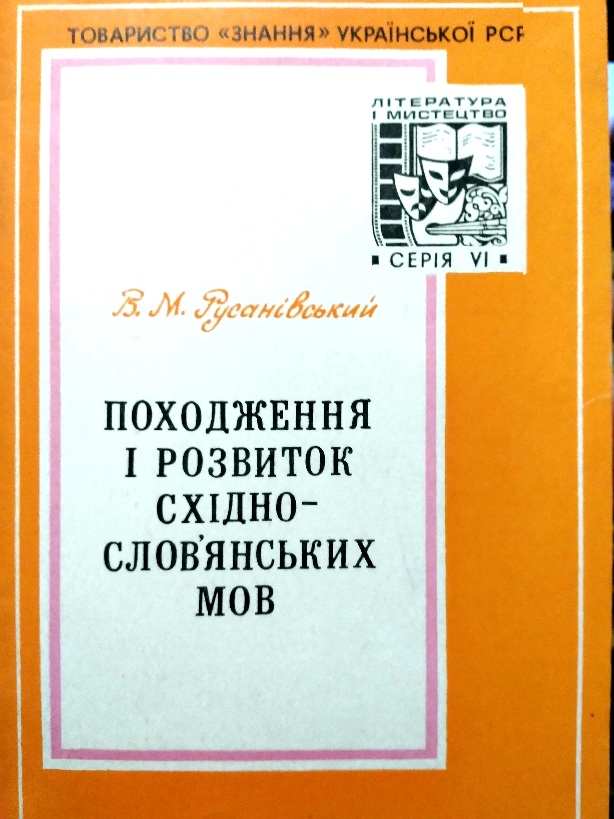 ТОВАРИСТВО «ЗНАННЯ» УКРАЇНСЬКОЇ РСР
ЛІТЕРАТУРА
І МИСТЕЦТВО
СЕРІЯ VI
В. М. Русанівський
ПОХОДЖЕННЯ
І РОЗВИТОК
СХІДНО-
СЛОВ'ЯНСЬКИХ
МОВ